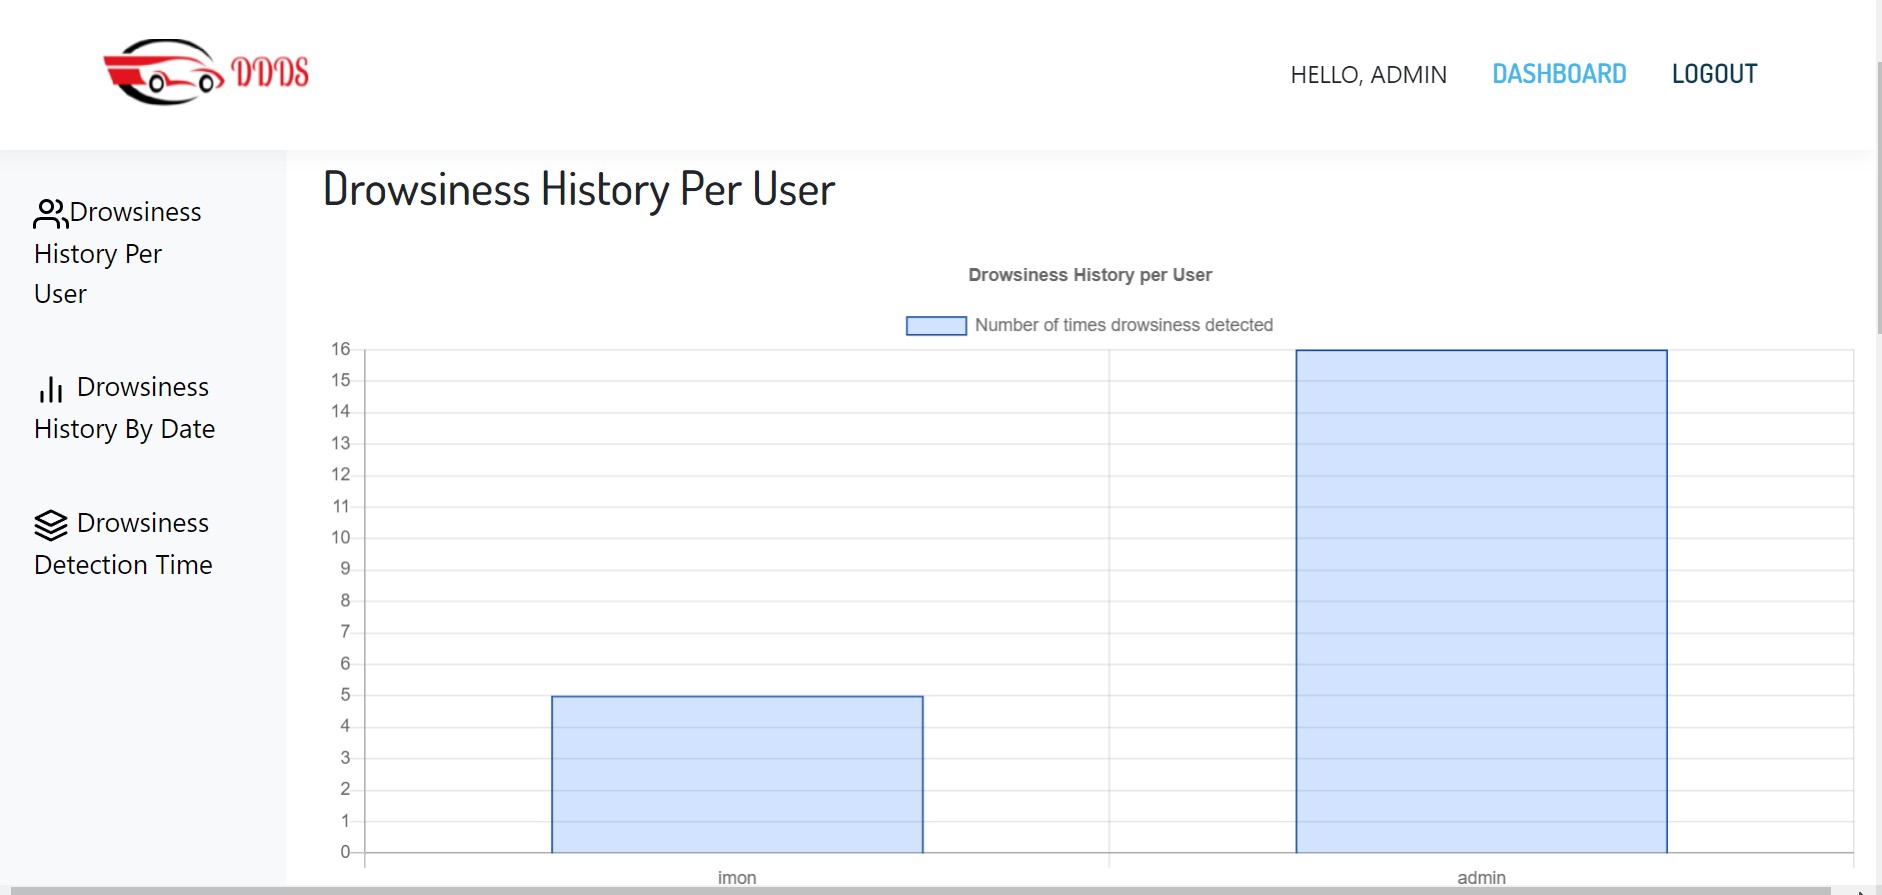 DDDS
HELLO, ADMIN
DASHBOARD
LOGOUT
Drowsiness
History Per
User
Drowsiness
History By Date
Drowsiness
Detection Time
Drowsiness History Per User
Drowsiness History per User
Number of times drowsiness detected
16
15
14
13
12
11
10
9
8
7
6
5
4
3
2
1
0
imon
admin